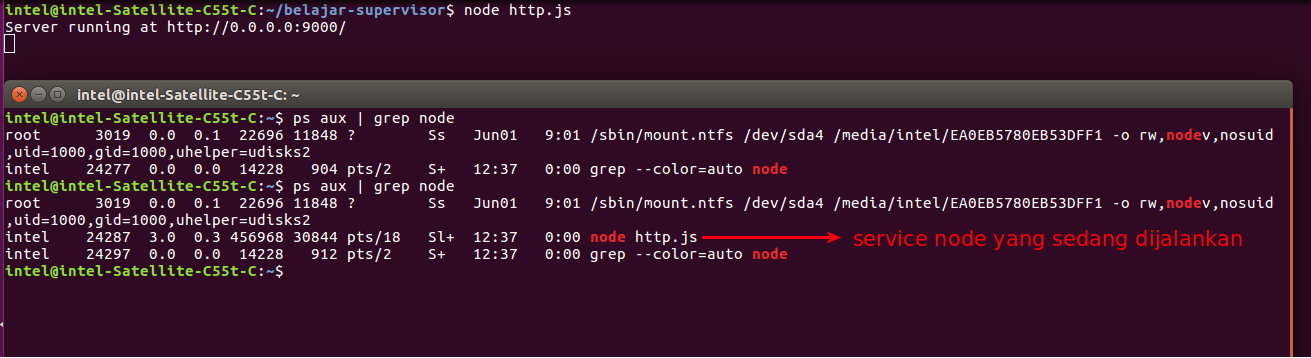 intel@intel-Satellite-C55t-C:~/belajar-supervisor$ node http.js
Server running at http://0.0.0.0:9000/
intel@intel-Satellite-C55t-C: ~
intel@intel-Satellite-C55t-C:~$ ps aux | grep node
root      3019  0.0  0.1  22696 11848 ?        Ss   Jun01   9:01 /sbin/mount.ntfs /dev/sda4 /media/intel/EA0EB5780EB53DFF1 -o rw,nodev,nosuid
,uid=1000,gid=1000,uhelper=udisks2
intel    24277  0.0  0.0  14228   904 pts/2    S+   12:37   0:00 grep --color=auto node
intel@intel-Satellite-C55t-C:~$ ps aux | grep node
root      3019  0.0  0.1  22696 11848 ?        Ss   Jun01   9:01 /sbin/mount.ntfs /dev/sda4 /media/intel/EA0EB5780EB53DFF1 -o rw,nodev,nosuid
,uid=1000,gid=1000,uhelper=udisks2
intel    24287  3.0  0.3 456968 30844 pts/18   Sl+  12:37   0:00 node http.js service node yang sedang dijalankan
intel    24297  0.0  0.0  14228   912 pts/2    S+   12:37   0:00 grep --color=auto node
intel@intel-Satellite-C55t-C:~$